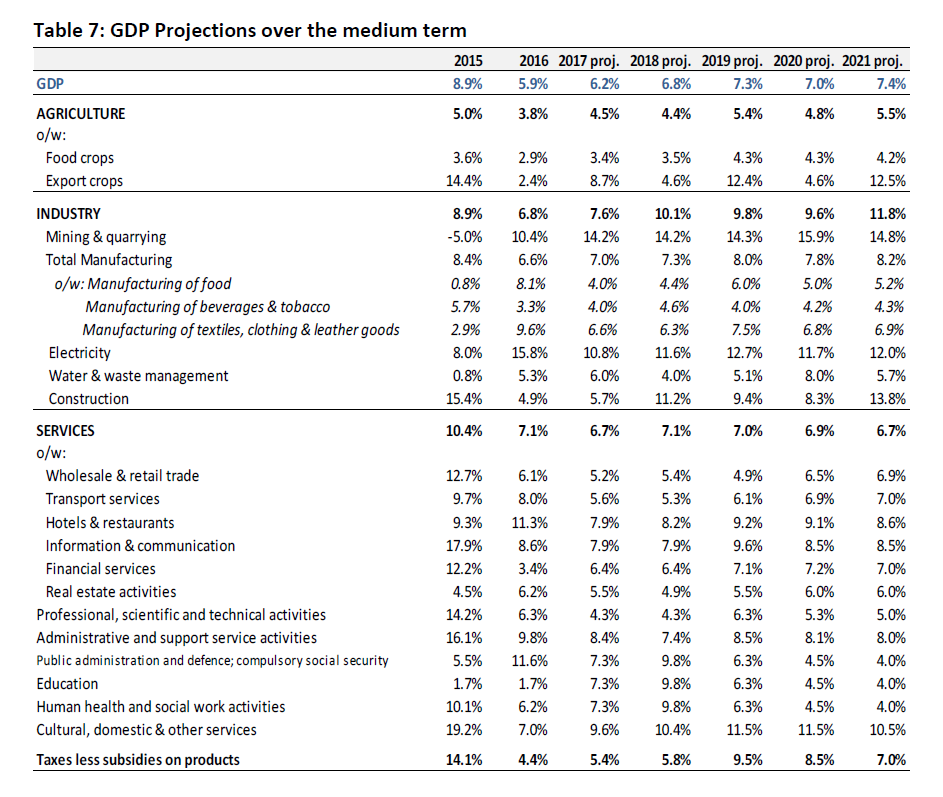 Table 7: GDP Projections over the medium term
2015 2016 2017 proj. 2018 proj. 2019 proj. 2020 proj. 2021 proj.
GDP 8.9% 5.9% 6.2% 6.8% 7.3% 7.0% 7.4%
AGRICULTURE 5.0% 3.8% 4.5% 4.4% 5.4% 4.8% 5.5%
o/w:
Food crops 3.6% 2.9% 3.4% 3.5% 4.3% 4.3% 4.2%
Export crops 14.4% 2.4% 8.7% 4.6% 12.4% 4.6% 12.5%
INDUSTRY 8.9% 6.8% 7.6% 10.1% 9.8% 9.6% 11.8%
Mining & quarrying -5.0% 10.4% 14.2% 14.2% 14.3% 15.9% 14.8%
Total Manufacturing 8.4% 6.6% 7.0% 7.3% 8.0% 7.8% 8.2%
o/w: Manufacturing of food 0.8% 8.1% 4.0% 4.4% 6.0% 5.0% 5.2%
Manufacturing of beverages & tobacco 5.7% 3.3% 4.0% 4.6% 4.0% 4.2% 4.3%
Manufacturing of textiles, clothing & leather goods 2.9% 9.6% 6.6% 6.3% 7.5% 6.8% 6.9%
Electricity 8.0% 15.8% 10.8% 11.6% 12.7% 11.7% 12.0%
Water & waste management 0.8% 5.3% 6.0% 4.0% 5.1% 8.0% 5.7%
Construction 15.4% 4.9% 5.7% 11.2% 9.4% 8.3% 13.8%
SERVICES 10.4% 7.1% 6.7% 7.1% 7.0% 6.9% 6.7%
o/w:
Wholesale & retail trade 12.7% 6.1% 5.2% 5.4% 4.9% 6.5% 6.9%
Transport services 9.7% 8.0% 5.6% 5.3% 6.1% 6.9% 7.0%
Hotels & restaurants 9.3% 11.3% 7.9% 8.2% 9.2% 9.1% 8.6%
Information & communication 17.9% 8.6% 7.9% 7.9% 9.6% 8.5% 8.5%
Financial services 12.2% 3.4% 6.4% 6.4% 7.1% 7.2% 7.0%
Real estate activities 4.5% 6.2% 5.5% 4.9% 5.5% 6.0% 6.0%
Professional, scientific and technical activities 14.2% 6.3% 4.3% 4.3% 6.3% 5.3% 5.0%
Administrative and support service activities 16.1% 9.8% 8.4% 7.4% 8.5% 8.1% 8.0%
Public administration and defence; compulsory social security 5.5% 11.6% 7.3% 9.8% 6.3% 4.5% 4.0%
Education 1.7% 1.7% 7.3% 9.8% 6.3% 4.5% 4.0%
Human health and social work activities 10.1% 6.2% 7.3% 9.8% 6.3% 4.5% 4.0%
Cultural, domestic & other services 19.2% 7.0% 9.6% 10.4% 11.5% 11.5% 10.5%
Taxes less subsidies on products 14.1% 4.4% 5.4% 5.8% 9.5% 8.5% 7.0%